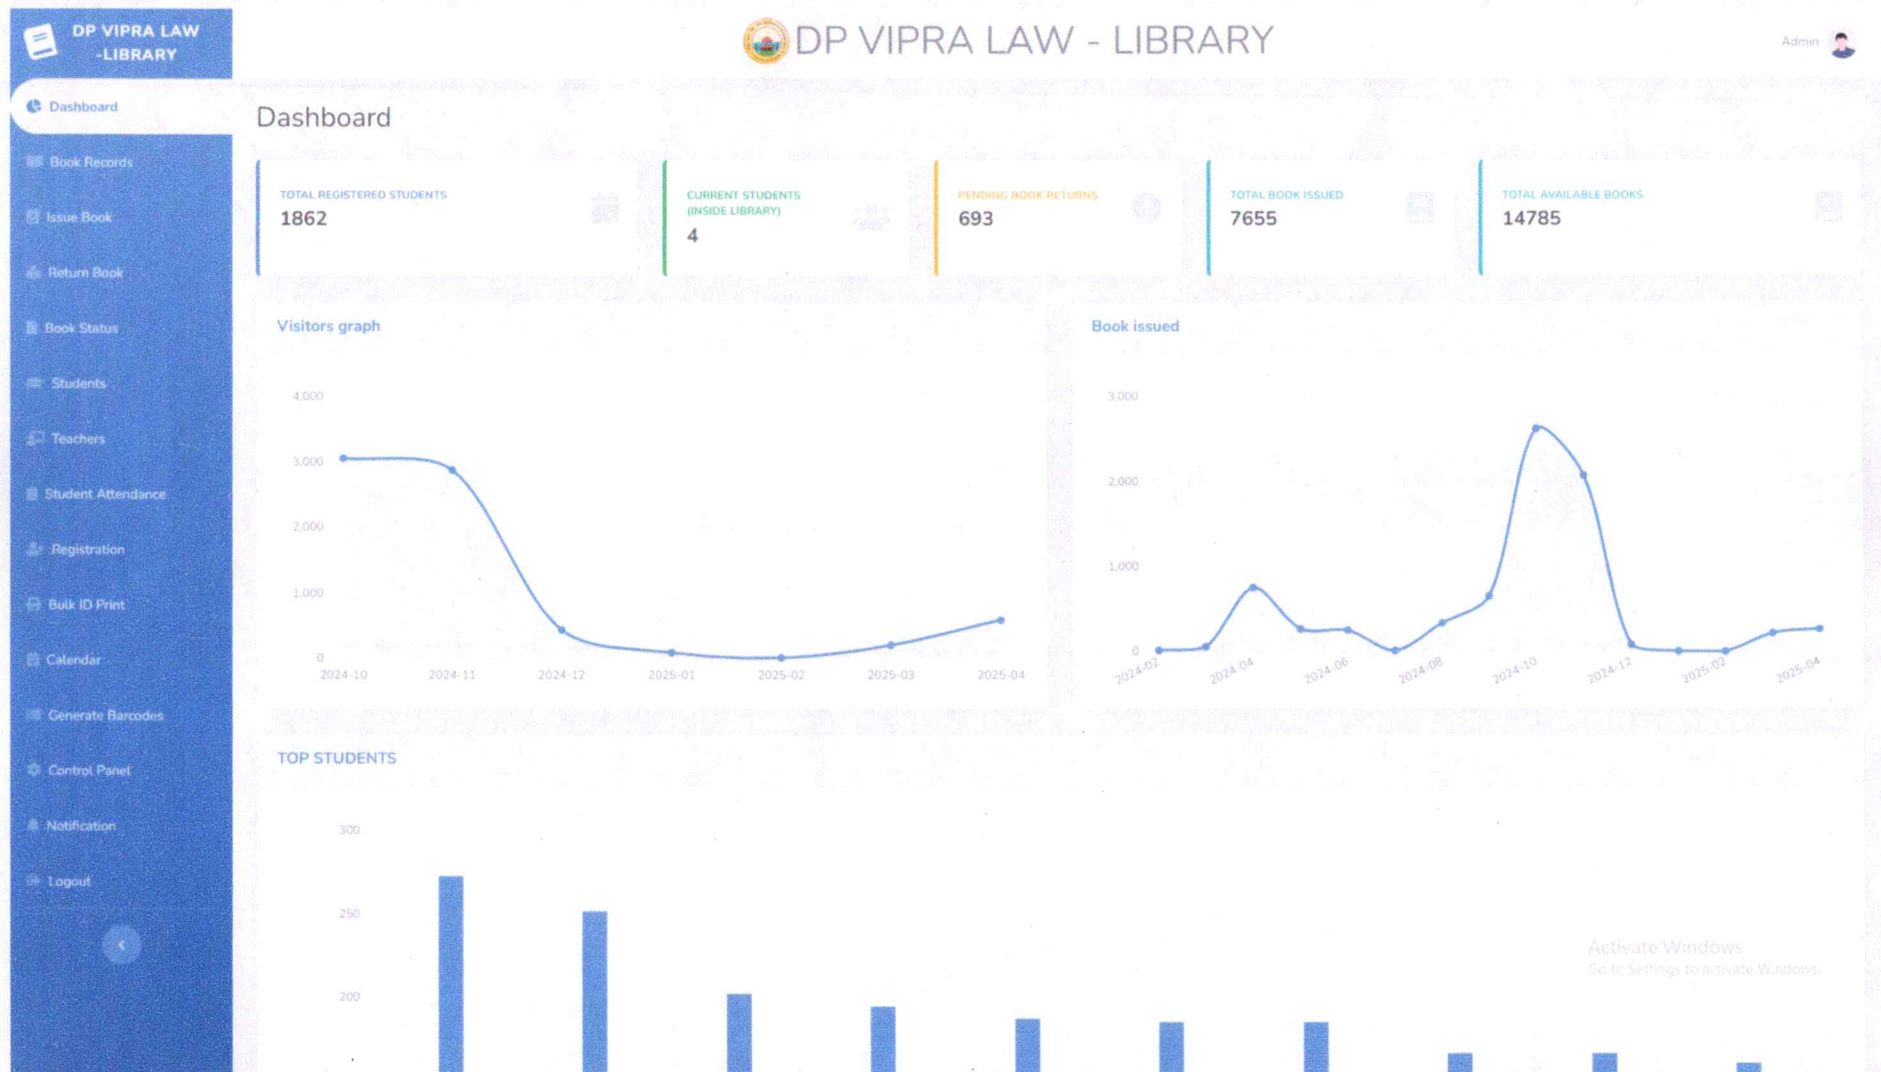 DP VIPRA LAW
-LIBRARY
DP VIPRA LAW - LIBRARY
Admin
Dashboard
Book Records
Issue Book
Return Book
Book Status
Students
Teachers
Student Attendance
Registration
Bulk ID Print
Calendar
Generate Barcodes
Control Panel
Notification
Logout
Dashboard
TOTAL REGISTERED STUDENTS
1862
CURRENT STUDENTS
(INSIDE LIBRARY)
4
PENDING BOOK RETURNS
693
TOTAL BOOK ISSUED
7655
TOTAL AVAILABLE BOOKS
14785
Visitors graph
4,000
3,000
2,000
1,000
0
2024-10 2024-11 2024-12 2025-01 2025-02 2025-03 2025-04
Book issued
3,000
2,000
1,000
0
2024-02 2024-04 2024-06 2024-08 2024-10 2024-12 2025-02 2025-04
TOP STUDENTS
300
250
200
Activate Windows
Go to Settings to activate Windows.